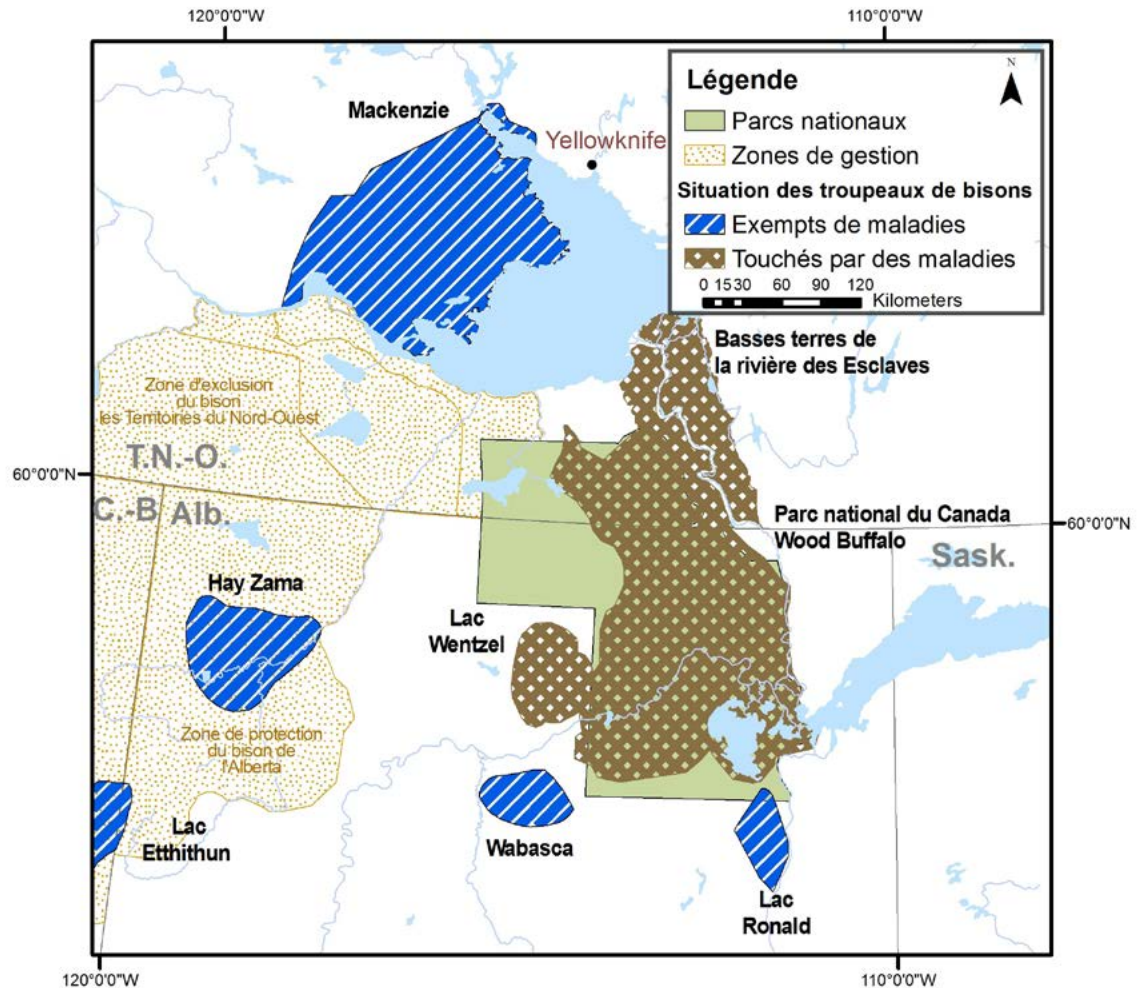 120°0'0"W
110°0'0"W
Légende
N
Parcs nationaux
Zones de gestion
Situation des troupeaux de bisons
Exempts de maladies
Touchés par des maladies
0 15 30 60 90 120
Kilometers
Mackenzie
Yellowknife
Basses terres de
la rivière des Esclaves
Zone d'exclusion
du bison
les Territoires du Nord-Ouest
T.N.-O.
60°0'0"N
C.-B
Alb.
Parc national du Canada
Wood Buffalo
60°0'0"N
Sask.
Hay Zama
Lac
Wentzel
Zone de protection
du bison de
l'Alberta
Lac
Etthithun
Wabasca
Lac
Ronald
120°0'0"W
110°0'0"W